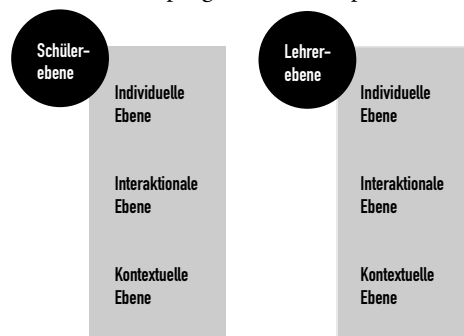 Schüler-
ebene
Individuelle
Ebene
Interaktionale
Ebene
Kontextuelle
Ebene
Lehrer-
ebene
Individuelle
Ebene
Interaktionale
Ebene
Kontextuelle
Ebene